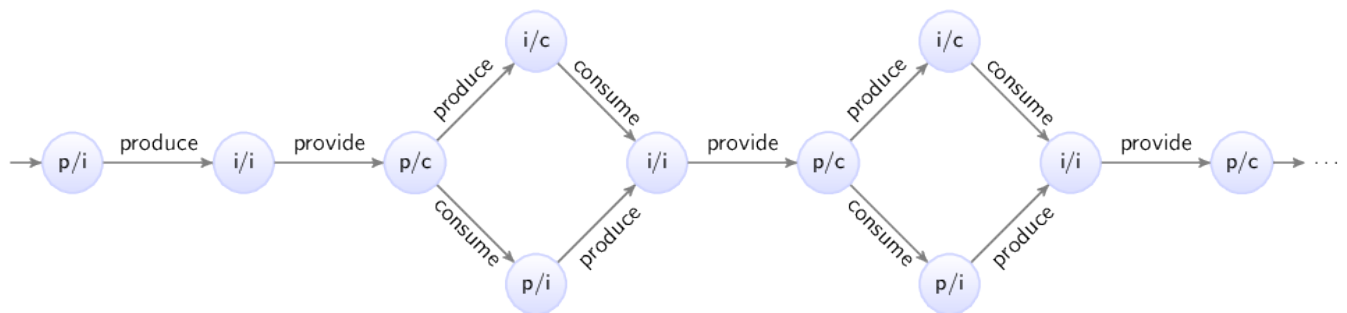 i/c
i/c
produce
consume
produce
consume
p/i
produce
i/i
provide
p/c
i/i
provide
p/c
i/i
provide
p/c
...
consume
produce
consume
produce
p/i
p/i